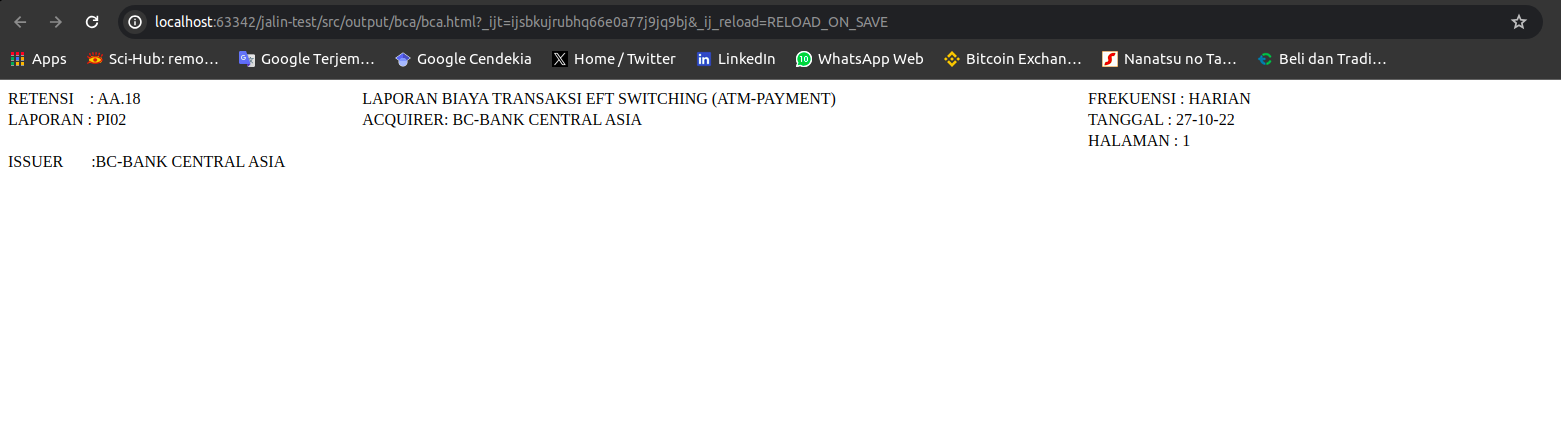 localhost:63342/jalin-test/src/output/bca/bca.html?_ijt=ijsbkujrubhq66e0a77j9jq9bj&_ij_reload=RELOAD_ON_SAVE
Apps Sci-Hub: remo… Google Terjem… Google Cendekia Home / Twitter LinkedIn 10 WhatsApp Web Bitcoin Exchan… Nanatsu no Ta… Beli dan Tradi…
RETENSI : AA.18 LAPORAN BIAYA TRANSAKSI EFT SWITCHING (ATM-PAYMENT) FREKUENSI : HARIAN
LAPORAN : PI02 ACQUIRER: BC-BANK CENTRAL ASIA TANGGAL : 27-10-22
HALAMAN : 1
ISSUER :BC-BANK CENTRAL ASIA